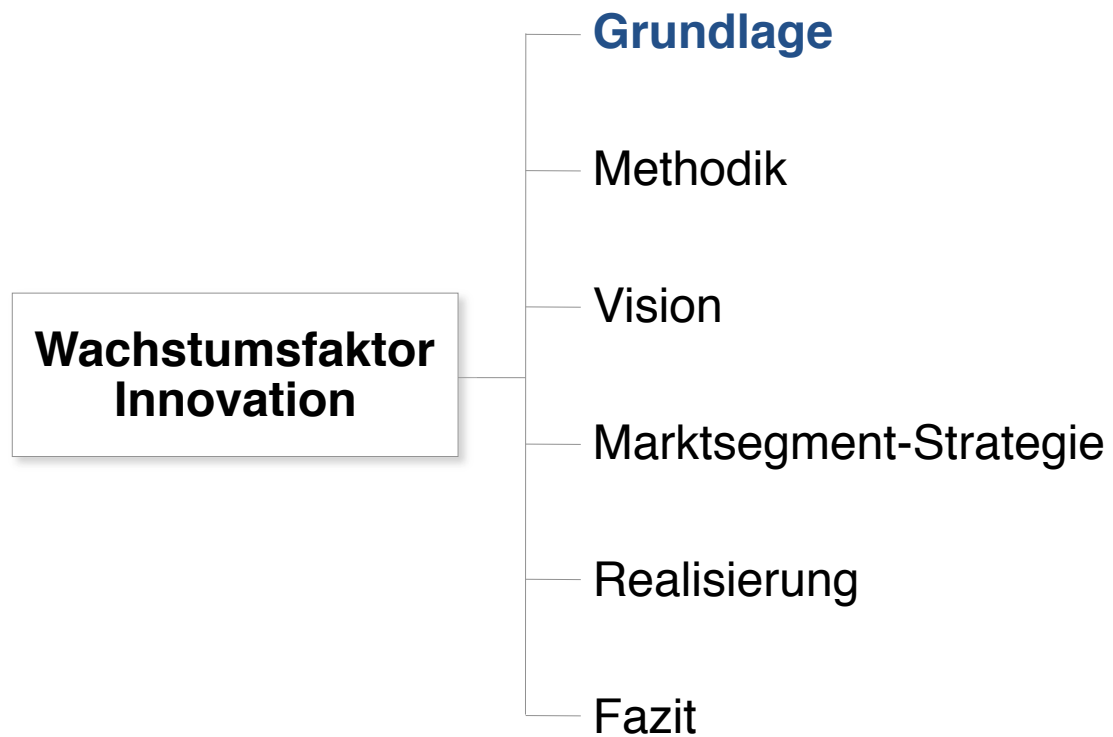 Grundlage
Methodik
Vision
Wachstumsfaktor
Innovation
Marktsegment-Strategie
Realisierung
Fazit